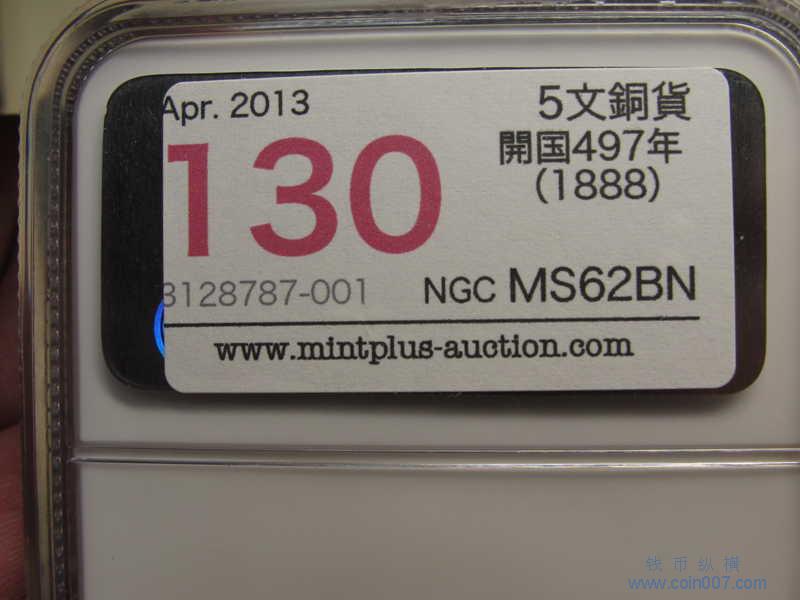 Apr. 2013
5文銅貨
開国497年
(1888)
130
3128787-001
NGC MS62BN
www.mintplus-auction.com
钱币纵横
www.coin007.com